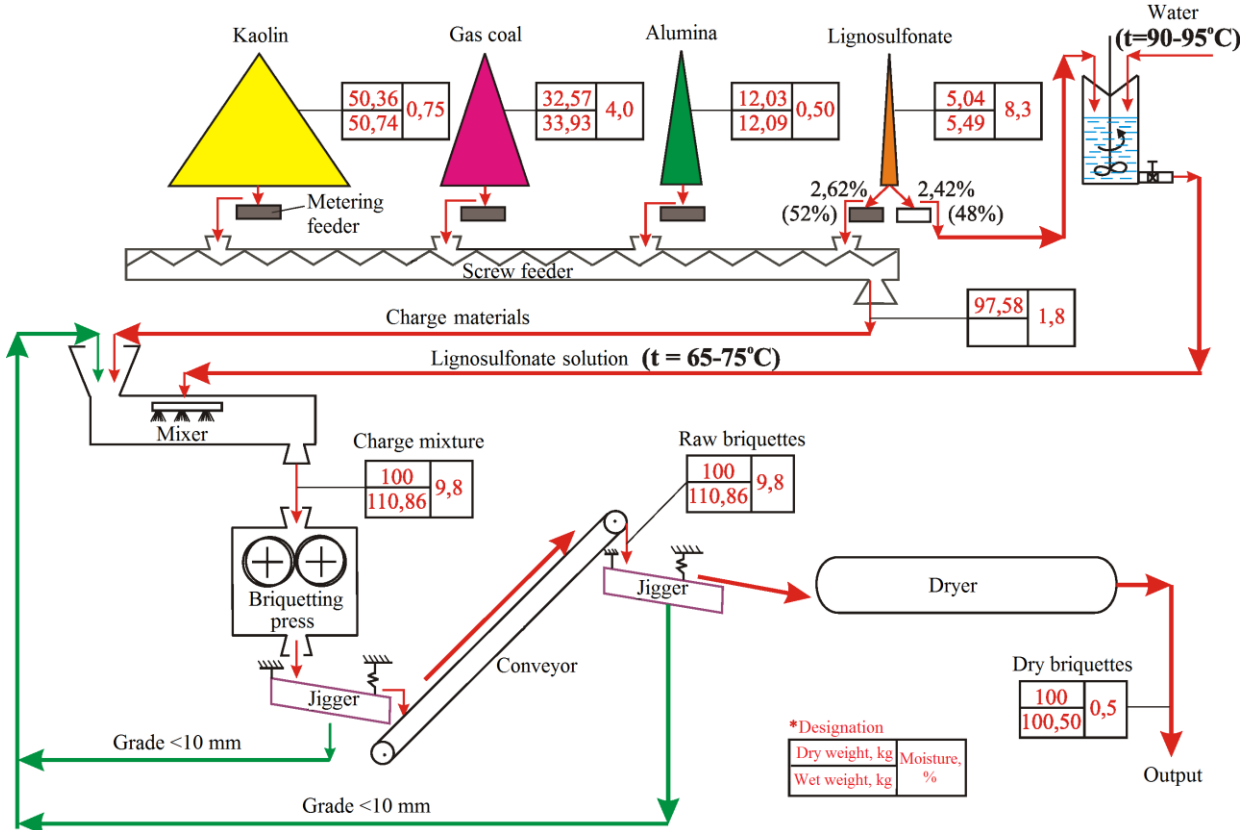 Kaolin
Gas coal
Alumina
Lignosulfonate
Water
(t=90-95°C)
50,36
50,74
0,75
32,57
33,93
4,0
12,03
12,09
0,50
5,04
5,49
8,3
Metering
feeder
2,62%
(52%)
2,42%
(48%)
Screw feeder
97,58
1,8
Charge materials
Lignosulfonate solution (t = 65-75°C)
Mixer
Charge mixture
100
110,86
9,8
Raw briquettes
100
110,86
9,8
Briquetting
press
Jigger
Conveyor
Jigger
Dryer
Dry briquettes
100
100,50
0,5
*Designation
Dry weight, kg
Wet weight, kg
Moisture,
%
Output
Grade <10 mm
Grade <10 mm